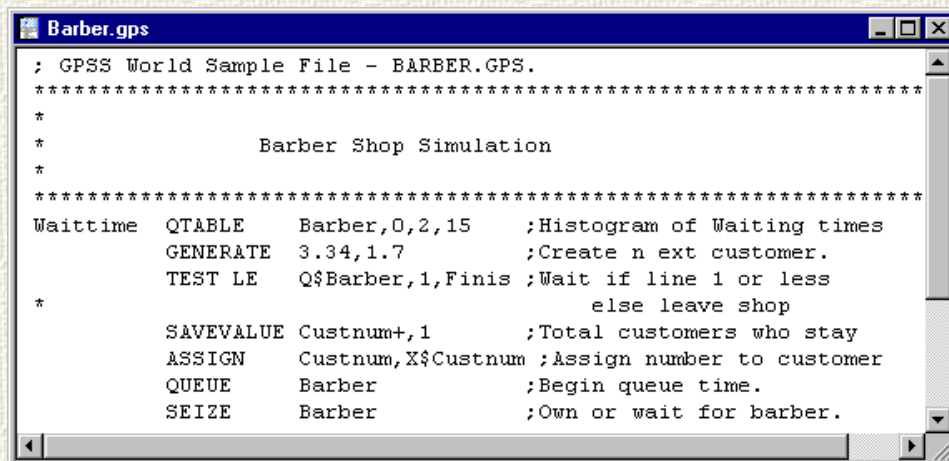 Barber.gps
; GPSS World Sample File - BARBER.GPS.
*******************************************************************
*
*                 Barber Shop Simulation
*
*******************************************************************
Waittime  QTABLE    Barber,0,2,15     ;Histogram of Waiting times
          GENERATE  3.34,1.7          ;Create n ext customer.
          TEST LE   Q$Barber,1,Finis ;Wait if line 1 or less
*                                          else leave shop
          SAVEVALUE Custnum+,1        ;Total customers who stay
          ASSIGN    Custnum,X$Custnum ;Assign number to customer
          QUEUE     Barber            ;Begin queue time.
          SEIZE     Barber            ;Own or wait for barber.